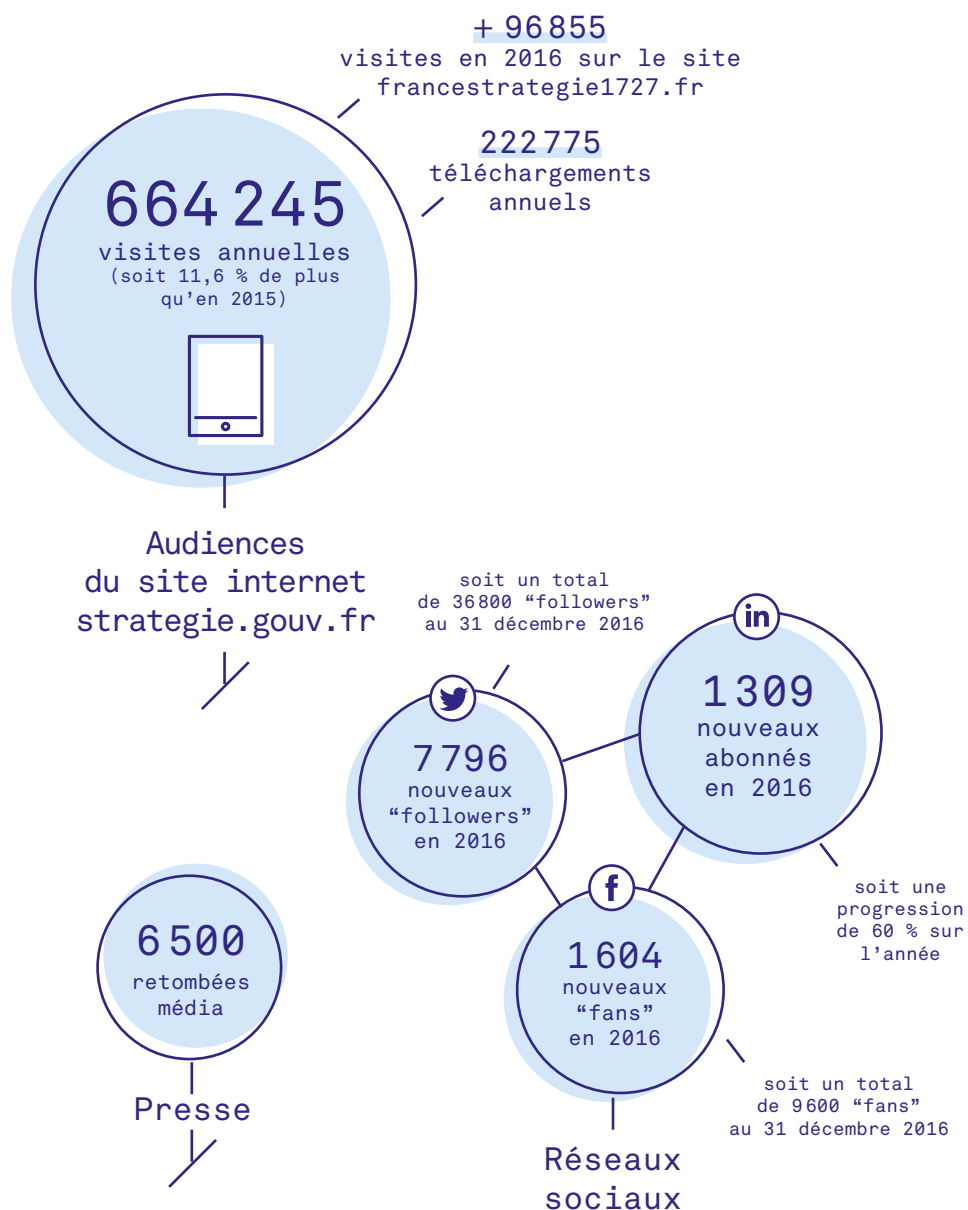 + 96 855
visites en 2016 sur le site
francestrategie1727.fr
222 775
téléchargements
annuels
664 245
visites annuelles
(soit 11,6 % de plus
qu’en 2015)
Audiences
du site internet
strategie.gouv.fr
soit un total
de 36 800 “followers”
au 31 décembre 2016
7 796
nouveaux
“followers”
en 2016
in
1 309
nouveaux
abonnés
en 2016
soit une
progression
de 60 % sur
l’année
f
1 604
nouveaux
“fans”
en 2016
soit un total
de 9 600 “fans”
au 31 décembre 2016
Réseaux
sociaux
6 500
retombées
média
Presse